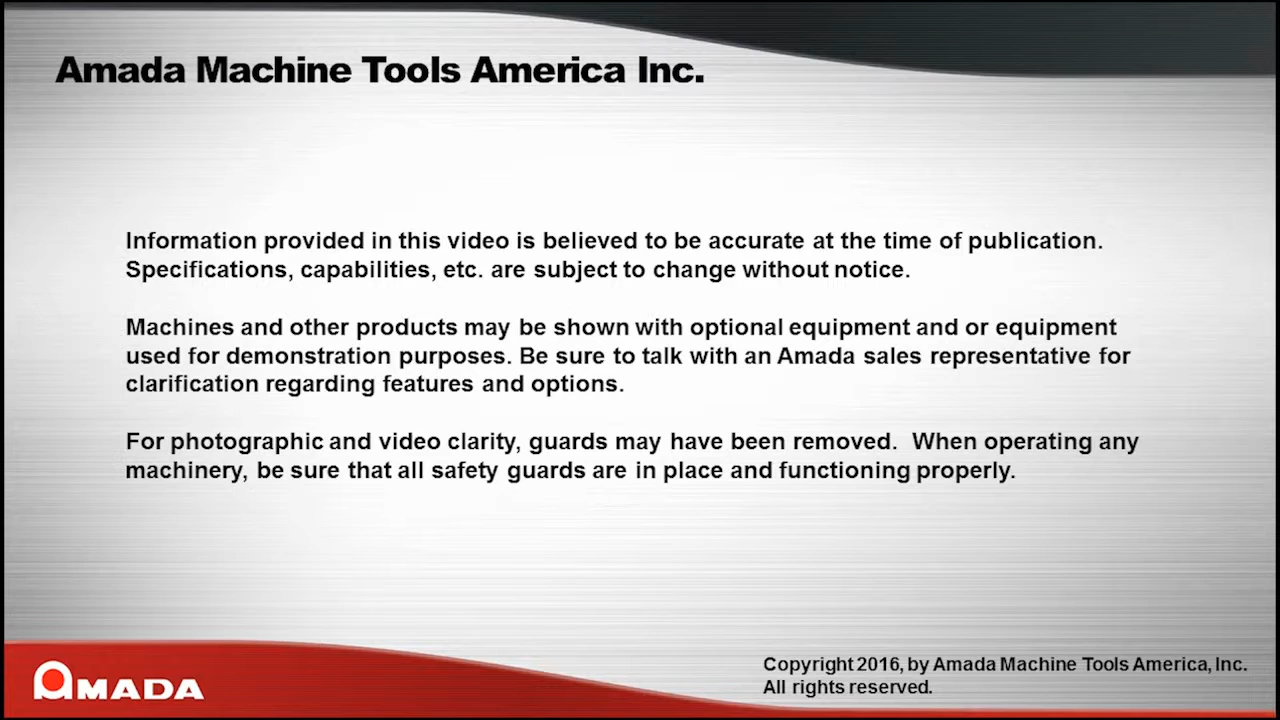 Amada Machine Tools America Inc.
Information provided in this video is believed to be accurate at the time of publication.
Specifications, capabilities, etc. are subject to change without notice.
Machines and other products may be shown with optional equipment and or equipment
used for demonstration purposes. Be sure to talk with an Amada sales representative for
clarification regarding features and options.
For photographic and video clarity, guards may have been removed.  When operating any
machinery, be sure that all safety guards are in place and functioning properly.
AMADA
Copyright 2016, by Amada Machine Tools America, Inc.
All rights reserved.